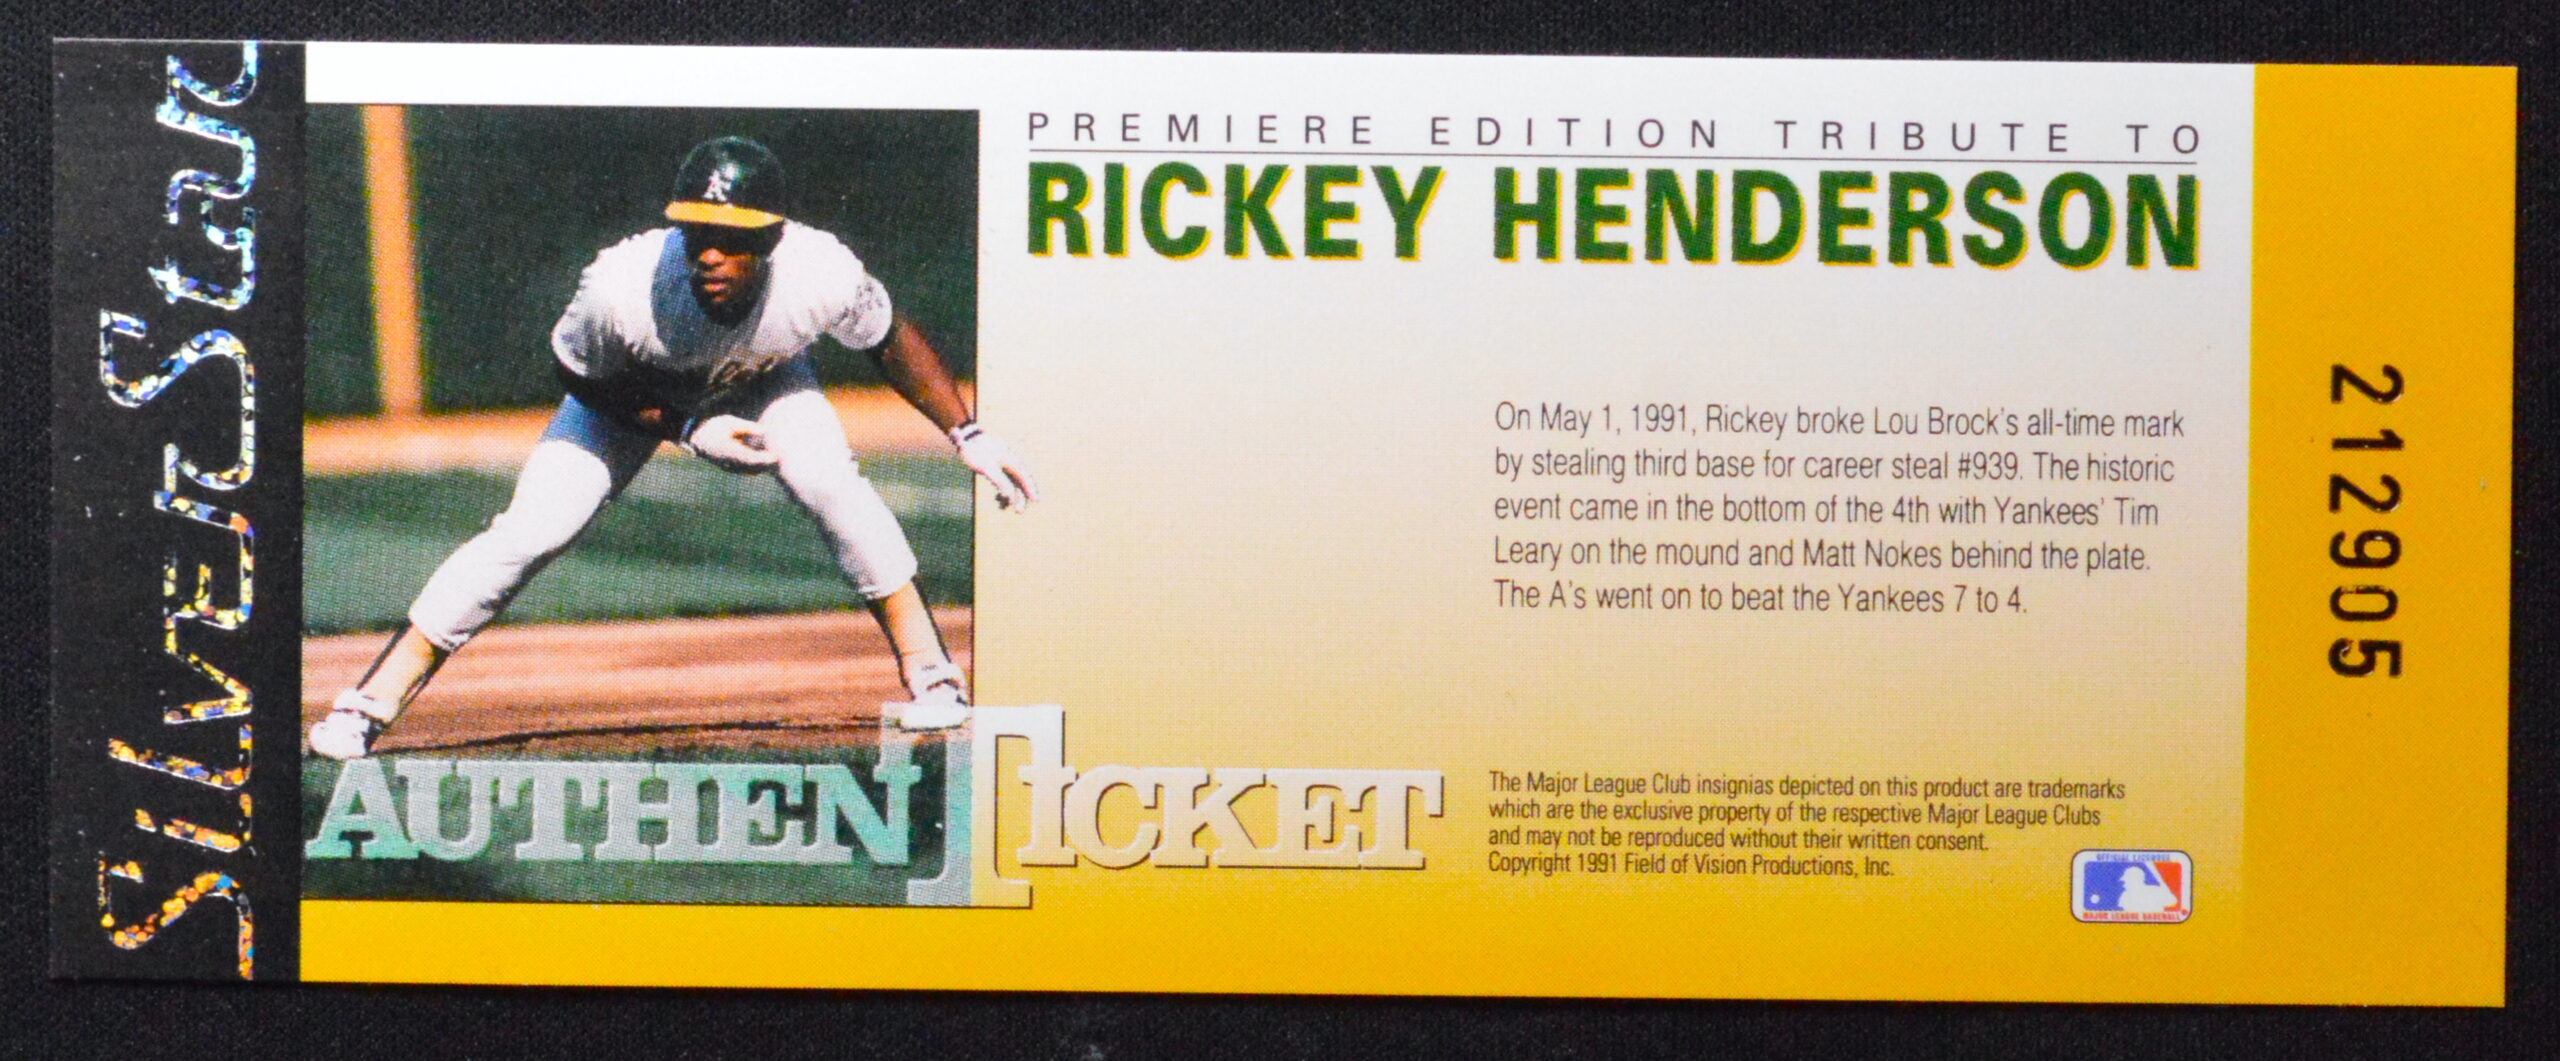 Silver Star
PREMIERE EDITION TRIBUTE TO
RICKEY HENDERSON
On May 1, 1991, Rickey broke Lou Brock's all-time mark
by stealing third base for career steal #939. The historic
event came in the bottom of the 4th with Yankees' Tim
Leary on the mound and Matt Nokes behind the plate.
The A's went on to beat the Yankees 7 to 4.
AUTHENTICKET
The Major League Club insignias depicted on this product are trademarks
which are the exclusive property of the respective Major League Clubs
and may not be reproduced without their written consent.
Copyright 1991 Field of Vision Productions, Inc.
OFFICIAL LICENSEE
MAJOR LEAGUE BASEBALL
212905
A's